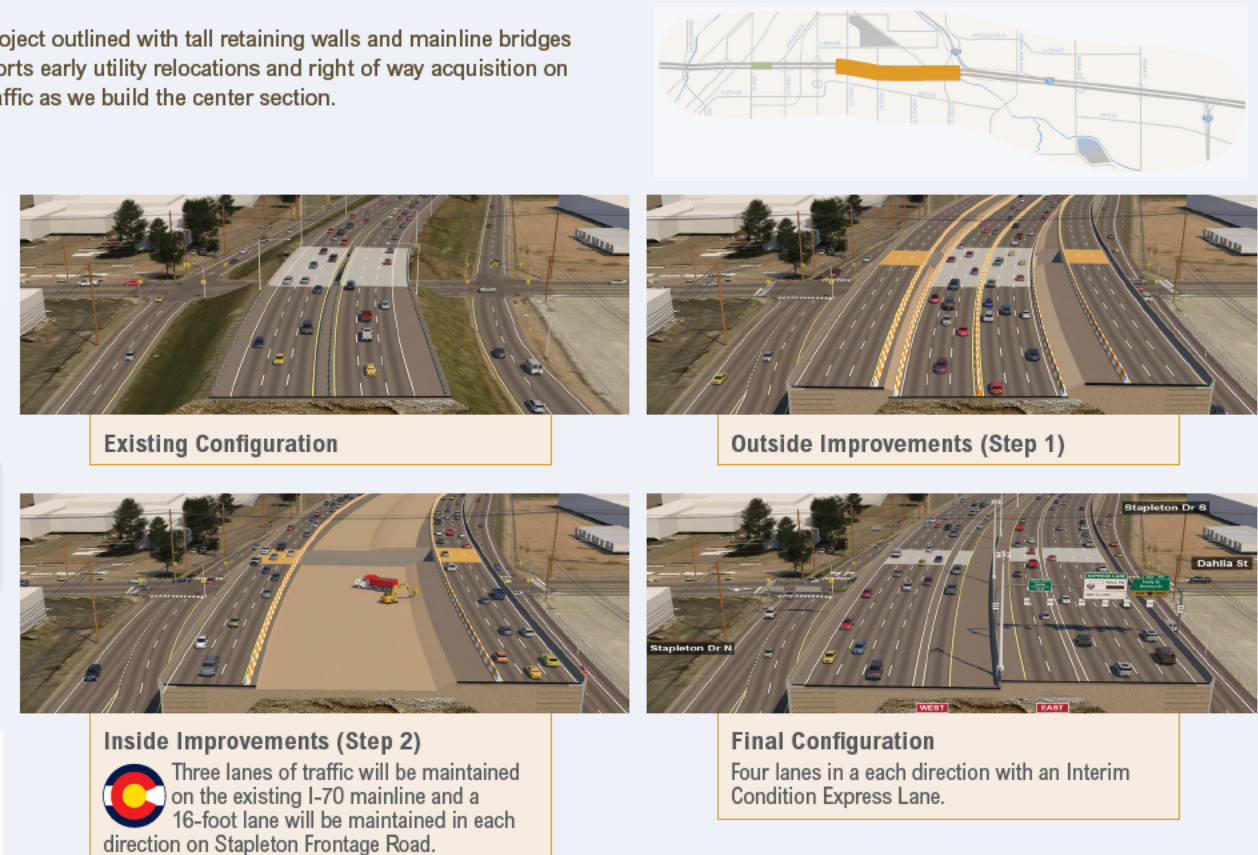 oject outlined with tall retaining walls and mainline bridges
orts early utility relocations and right of way acquisition on
affic as we build the center section.
Existing Configuration
Outside Improvements (Step 1)
Stapleton Dr S
Dahlia St
EXPRESS LANE
Stapleton Dr N
WEST
EAST
Inside Improvements (Step 2)
Three lanes of traffic will be maintained
on the existing I-70 mainline and a
16-foot lane will be maintained in each
direction on Stapleton Frontage Road.
Final Configuration
Four lanes in a each direction with an Interim
Condition Express Lane.